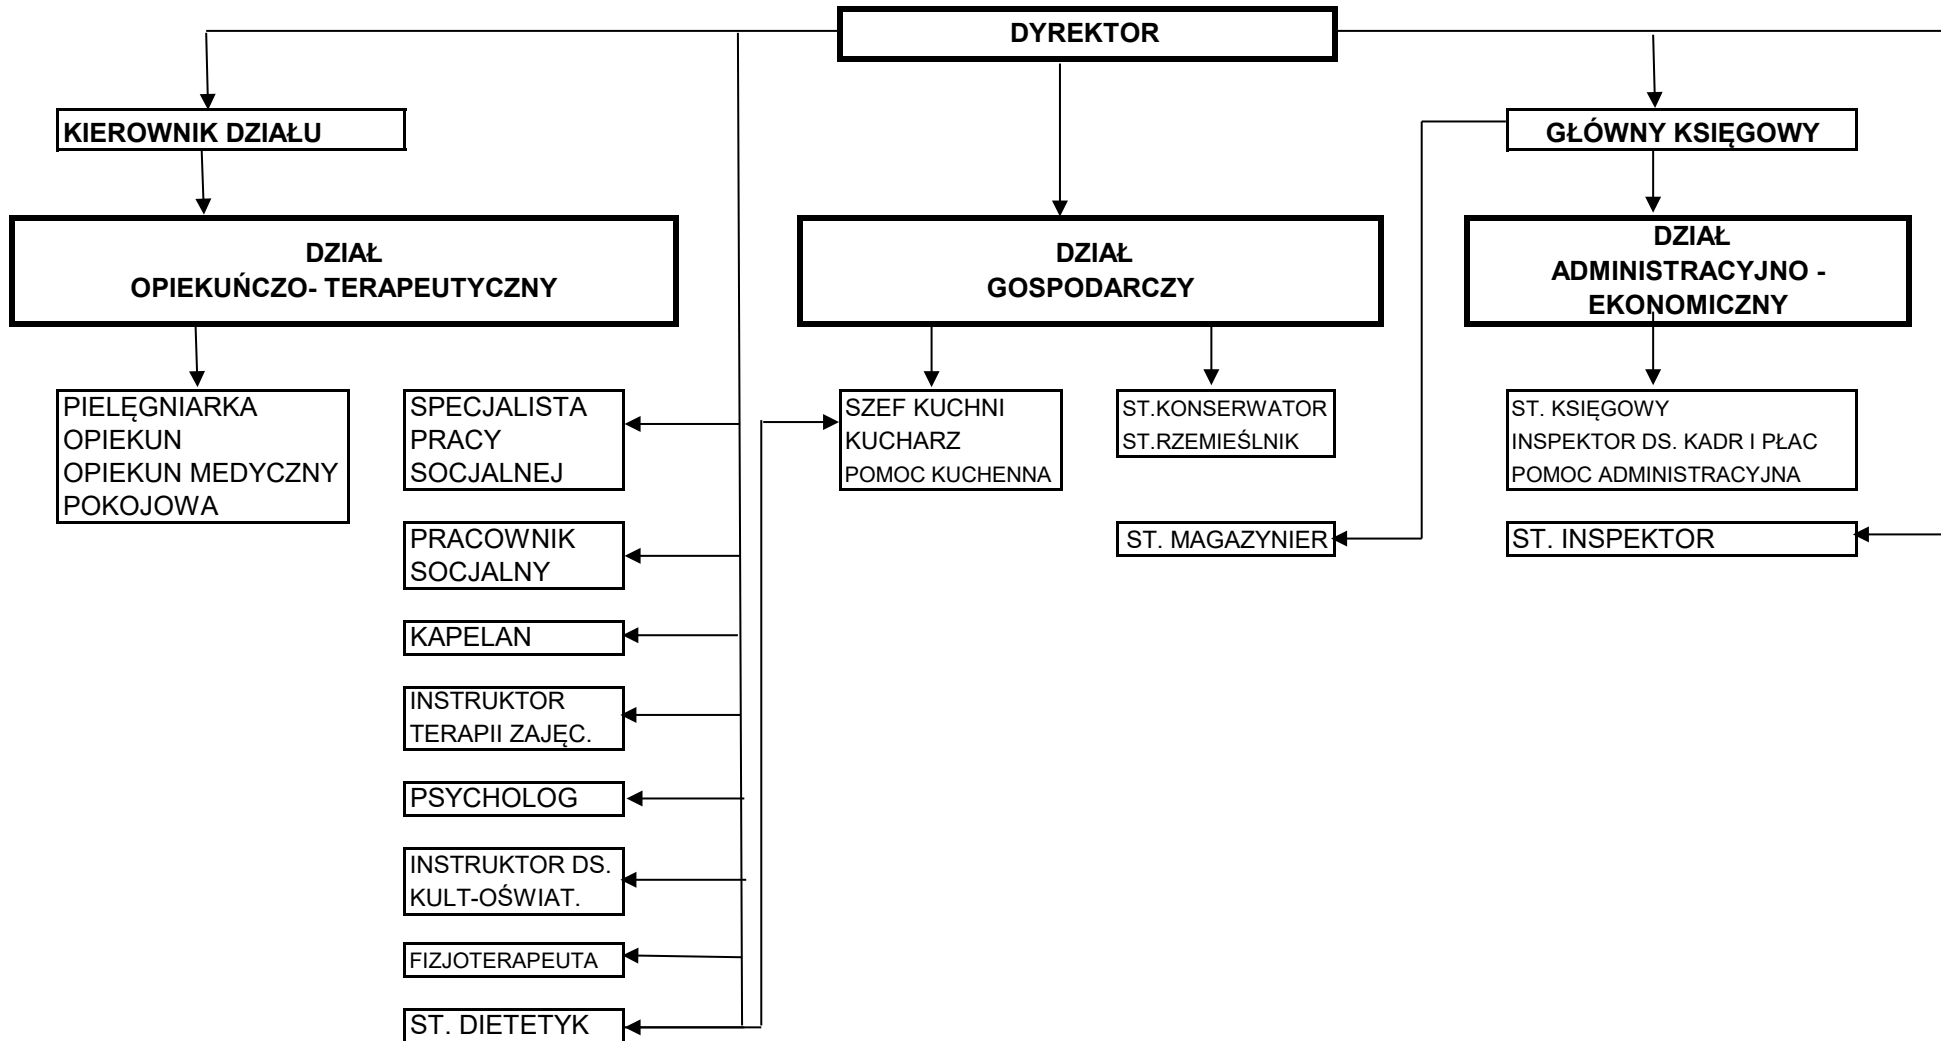 DYREKTOR
KIEROWNIK DZIAŁU
GŁÓWNY KSIĘGOWY
DZIAŁ
OPIEKUŃCZO- TERAPEUTYCZNY
DZIAŁ
GOSPODARCZY
DZIAŁ
ADMINISTRACYJNO -
EKONOMICZNY
PIELĘGNIARKA
OPIEKUN
OPIEKUN MEDYCZNY
POKOJOWA
SPECJALISTA
PRACY
SOCJALNEJ
SZEF KUCHNI
KUCHARZ
POMOC KUCHENNA
ST.KONSERWATOR
ST.RZEMIEŚLNIK
ST. KSIĘGOWY
INSPEKTOR DS. KADR I PŁAC
POMOC ADMINISTRACYJNA
PRACOWNIK
SOCJALNY
ST. MAGAZYNIER
ST. INSPEKTOR
KAPELAN
INSTRUKTOR
TERAPII ZAJĘC.
PSYCHOLOG
INSTRUKTOR DS.
KULT-OŚWIAT.
FIZJOTERAPEUTA
ST. DIETETYK